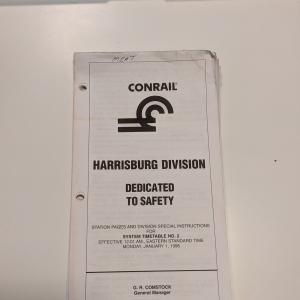 CONRAIL
HARRISBURG DIVISION
DEDICATED
TO SAFETY
STATION PAGES AND DIVISION SPECIAL INSTRUCTIONS
FOR
SYSTEM TIMETABLE NO. 2
EFFECTIVE 12:01 AM., EASTERN STANDARD TIME
MONDAY, JANUARY 1, 1996
G. R. COMSTOCK
General Manager